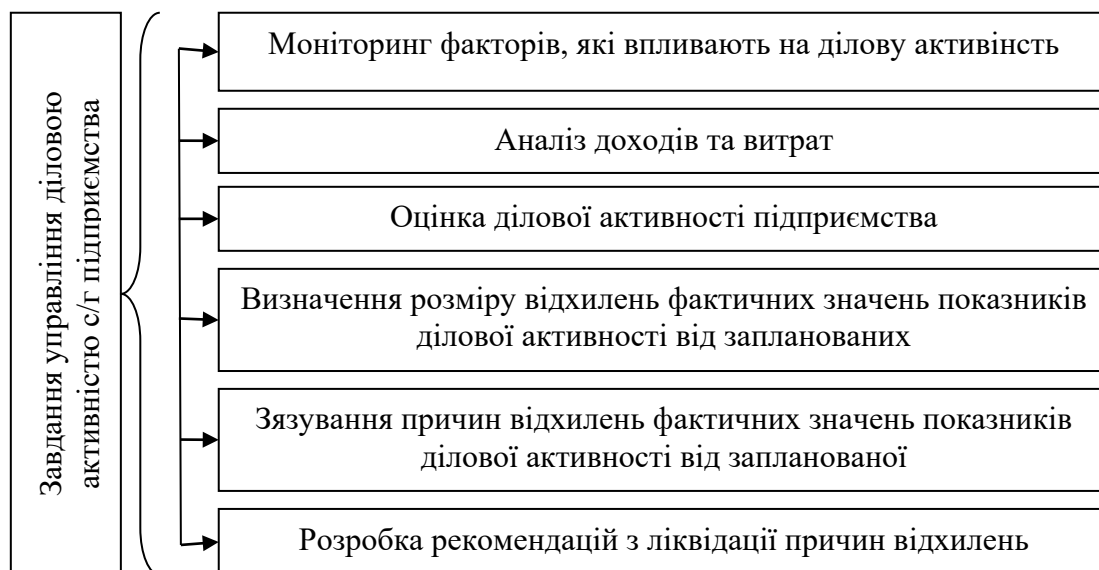 Завдання управління діловою
активністю с/г підприємства
Моніторинг факторів, які впливають на ділову активінсть
Аналіз доходів та витрат
Оцінка ділової активності підприємства
Визначення розміру відхилень фактичних значень показників
ділової активності від запланованих
Зязування причин відхилень фактичних значень показників
ділової активності від запланованої
Розробка рекомендацій з ліквідації причин відхилень